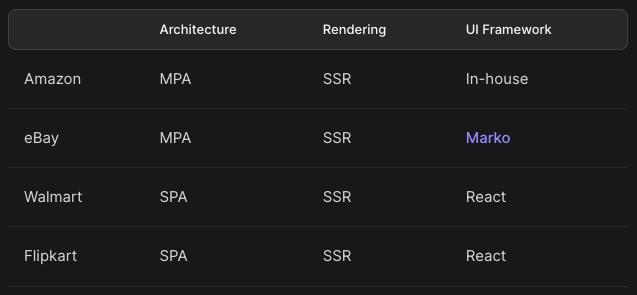 Architecture Rendering UI Framework
Amazon MPA SSR In-house
eBay MPA SSR Marko
Walmart SPA SSR React
Flipkart SPA SSR React